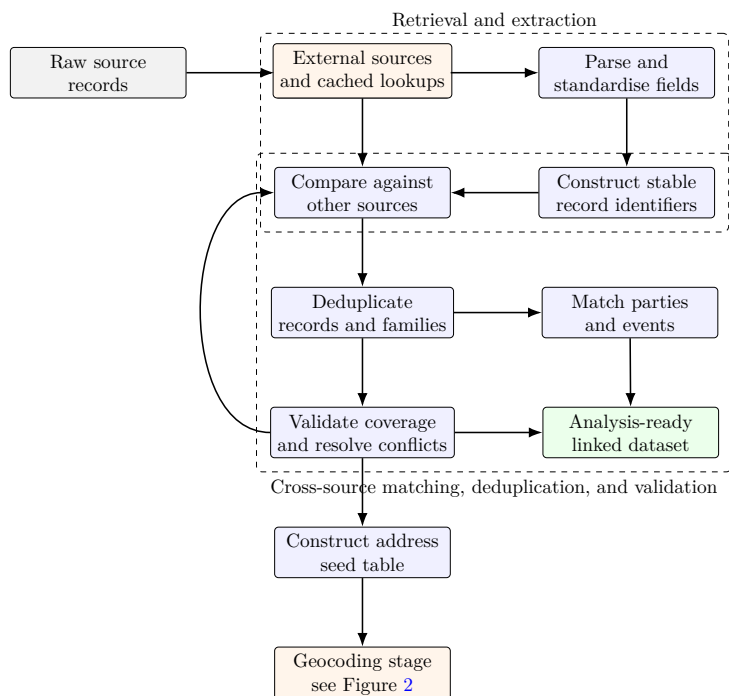 Retrieval and extraction
Raw source
records
External sources
and cached lookups
Parse and
standardise fields
Compare against
other sources
Construct stable
record identifiers
Deduplicate
records and families
Match parties
and events
Validate coverage
and resolve conflicts
Analysis-ready
linked dataset
Cross-source matching, deduplication, and validation
Construct address
seed table
Geocoding stage
see Figure 2